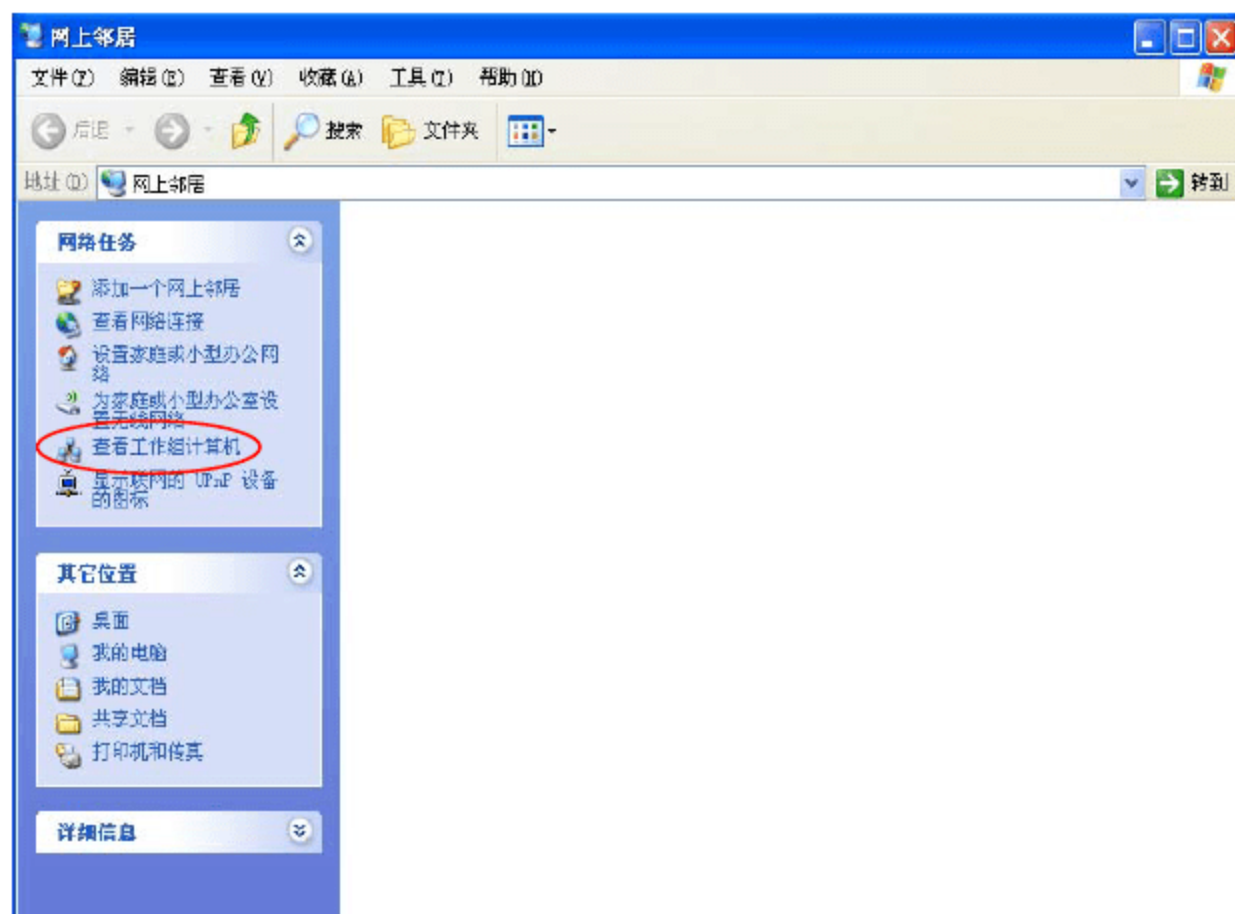 网上邻居
文件(F) 编辑(E) 查看(V) 收藏(A) 工具(T) 帮助(H)
后退 搜索 文件夹
地址(D) 网上邻居 转到
网络任务
添加一个网上邻居
查看网络连接
设置家庭或小型办公网
络
为家庭或小型办公室设
置无线网络
查看工作组计算机
显示联网的 UPnP 设备
的图标
其它位置
桌面
我的电脑
我的文档
共享文档
打印机和传真
详细信息